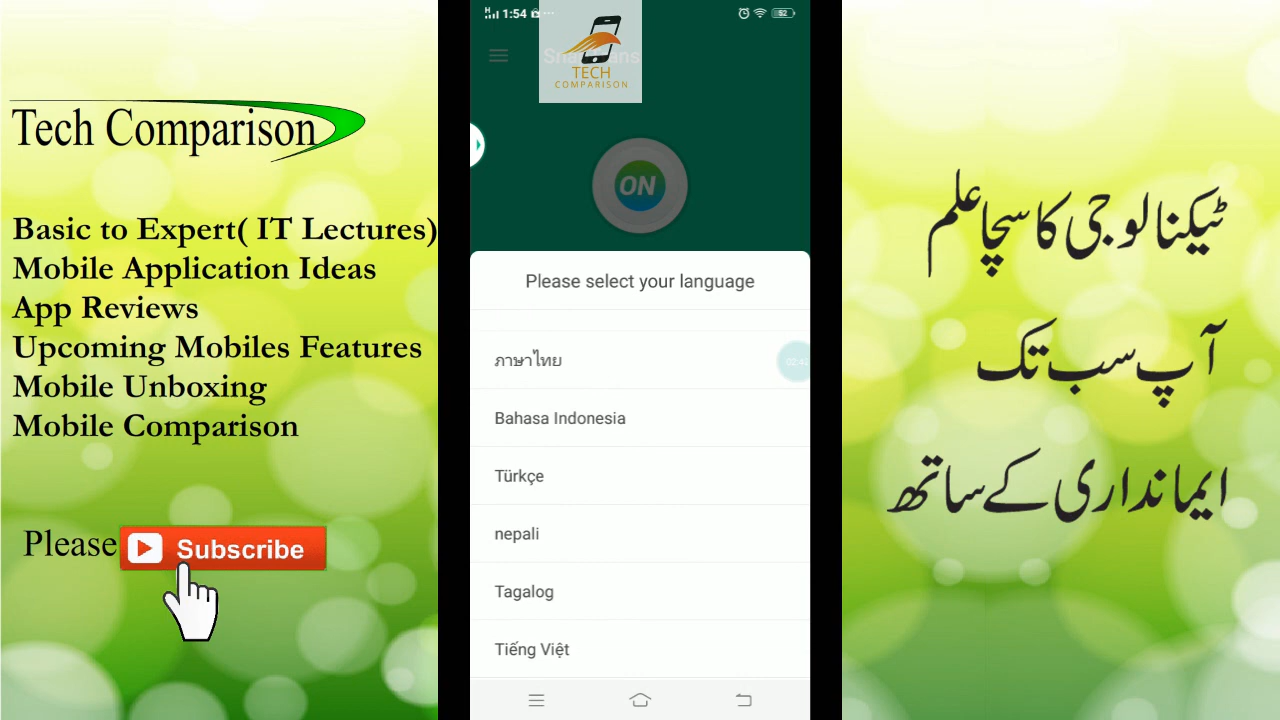 Tech Comparison
Basic to Expert( IT Lectures)
Mobile Application Ideas
App Reviews
Upcoming Mobiles Features
Mobile Unboxing
Mobile Comparison
Please Subscribe
H 1:54
92
TECH
COMPARISON
ON
Please select your language
ภาษาไทย
Bahasa Indonesia
Türkçe
nepali
Tagalog
Tiếng Việt
ٹیکنالوجی کا سچا علم
آپ سب تک
ایمانداری کے ساتھ